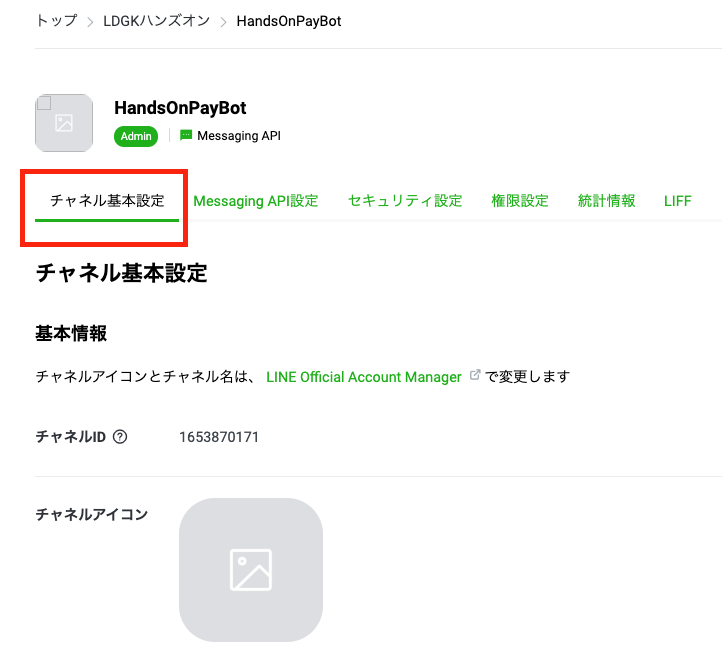 トップ > LDGKハンズオン > HandsOnPayBot
HandsOnPayBot
Admin Messaging API
チャネル基本設定 Messaging API設定 セキュリティ設定 権限設定 統計情報 LIFF
チャネル基本設定
基本情報
チャネルアイコンとチャネル名は、 LINE Official Account Manager で変更します
チャネルID ? 1653870171
チャネルアイコン